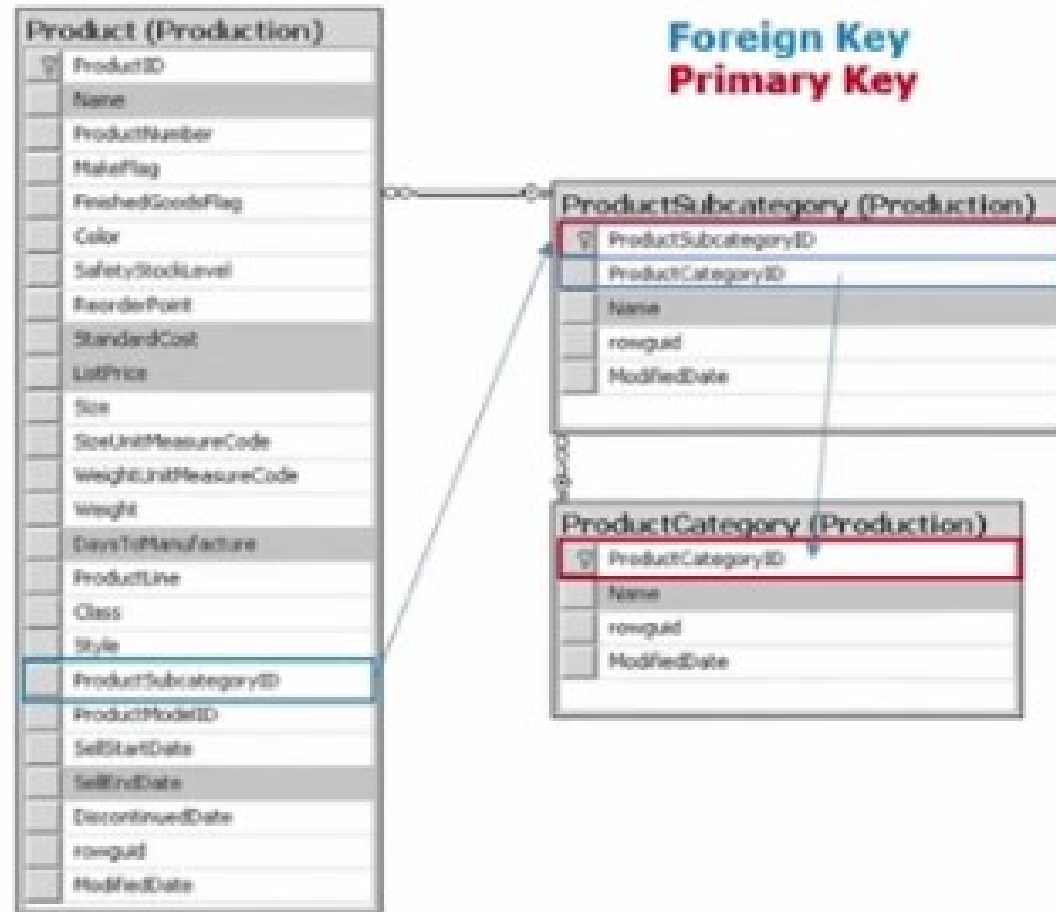 Product (Production)
ProductID
Name
ProductNumber
MakeFlag
FinishedGoodsFlag
Color
SafetyStockLevel
ReorderPoint
StandardCost
ListPrice
Size
SizeUnitMeasureCode
WeightUnitMeasureCode
Weight
DaysToManufacture
ProductLine
Class
Style
ProductSubcategoryID
ProductModelID
SellStartDate
SellEndDate
DiscontinuedDate
rowguid
ModifiedDate
Foreign Key
Primary Key
ProductSubcategory (Production)
ProductSubcategoryID
ProductCategoryID
Name
rowguid
ModifiedDate
ProductCategory (Production)
ProductCategoryID
Name
rowguid
ModifiedDate